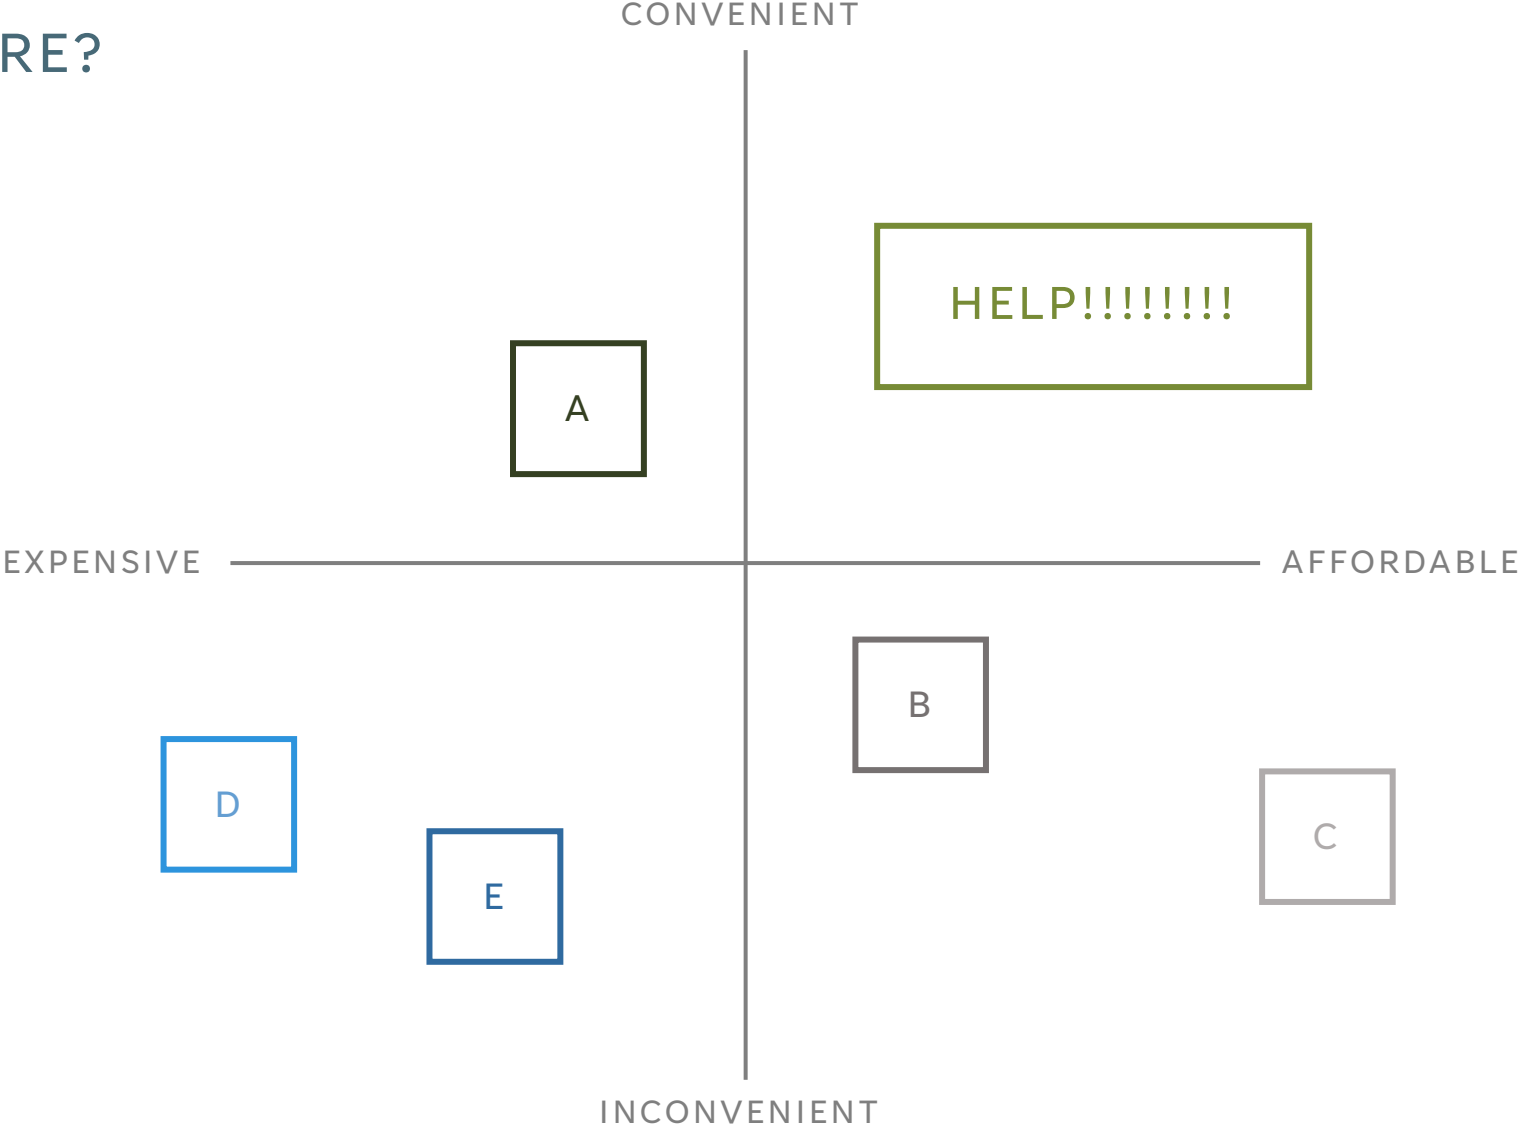 CONVENIENT
RE?
HELP!!!!!!!!
A
EXPENSIVE
AFFORDABLE
B
D
C
E
INCONVENIENT